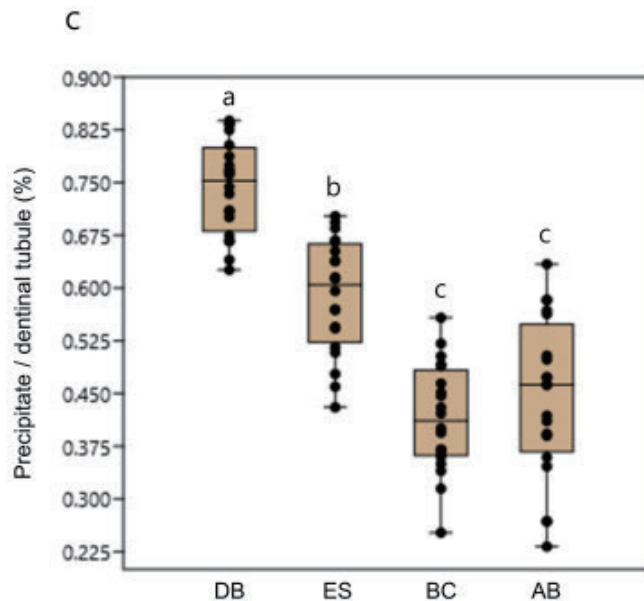 C
Precipitate / dentinal tubule (%)
0.900
0.825
0.750
0.675
0.600
0.525
0.450
0.375
0.300
0.225
a
b
c
c
DB ES BC AB